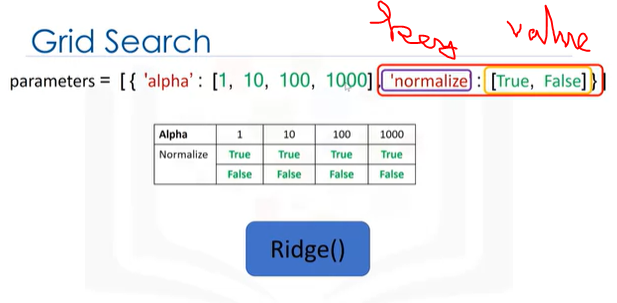 key value
Grid Search
parameters = [{ 'alpha' : [1, 10, 100, 1000], 'normalize : [True, False] } ]
Alpha 1 10 100 1000
Normalize True True True True
False False False False
Ridge()